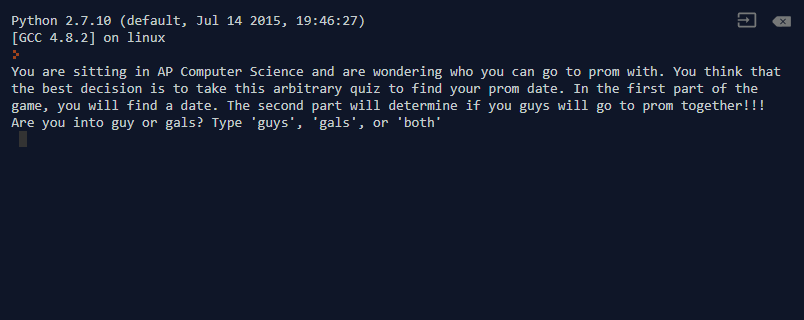 Python 2.7.10 (default, Jul 14 2015, 19:46:27)
[GCC 4.8.2] on linux
You are sitting in AP Computer Science and are wondering who you can go to prom with. You think that
the best decision is to take this arbitrary quiz to find your prom date. In the first part of the
game, you will find a date. The second part will determine if you guys will go to prom together!!!
Are you into guy or gals? Type 'guys', 'gals', or 'both'